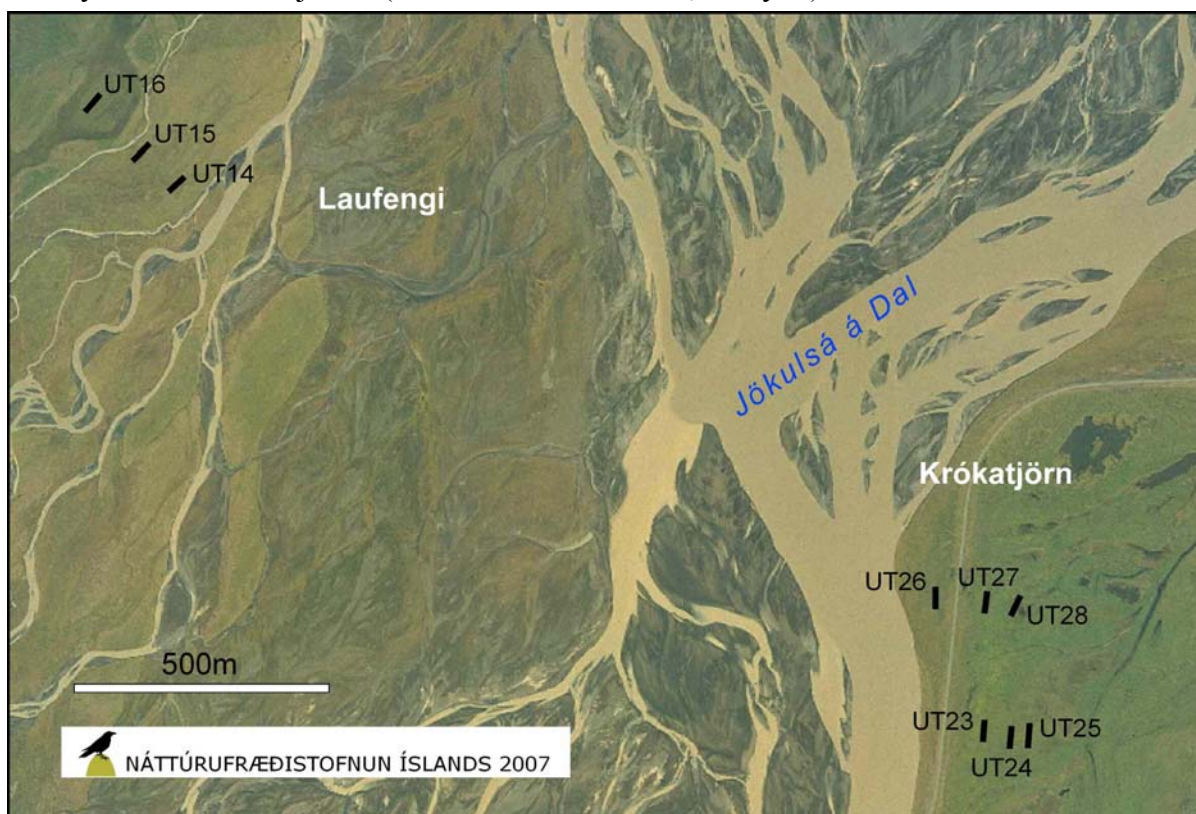 UT16
UT15
UT14
Laufengi
Jökulsá á Dal
Krókatjörn
UT26
UT27
UT28
500m
UT23
UT25
UT24
NÁTTÚRUFRÆÐISTOFNUN ÍSLANDS 2007